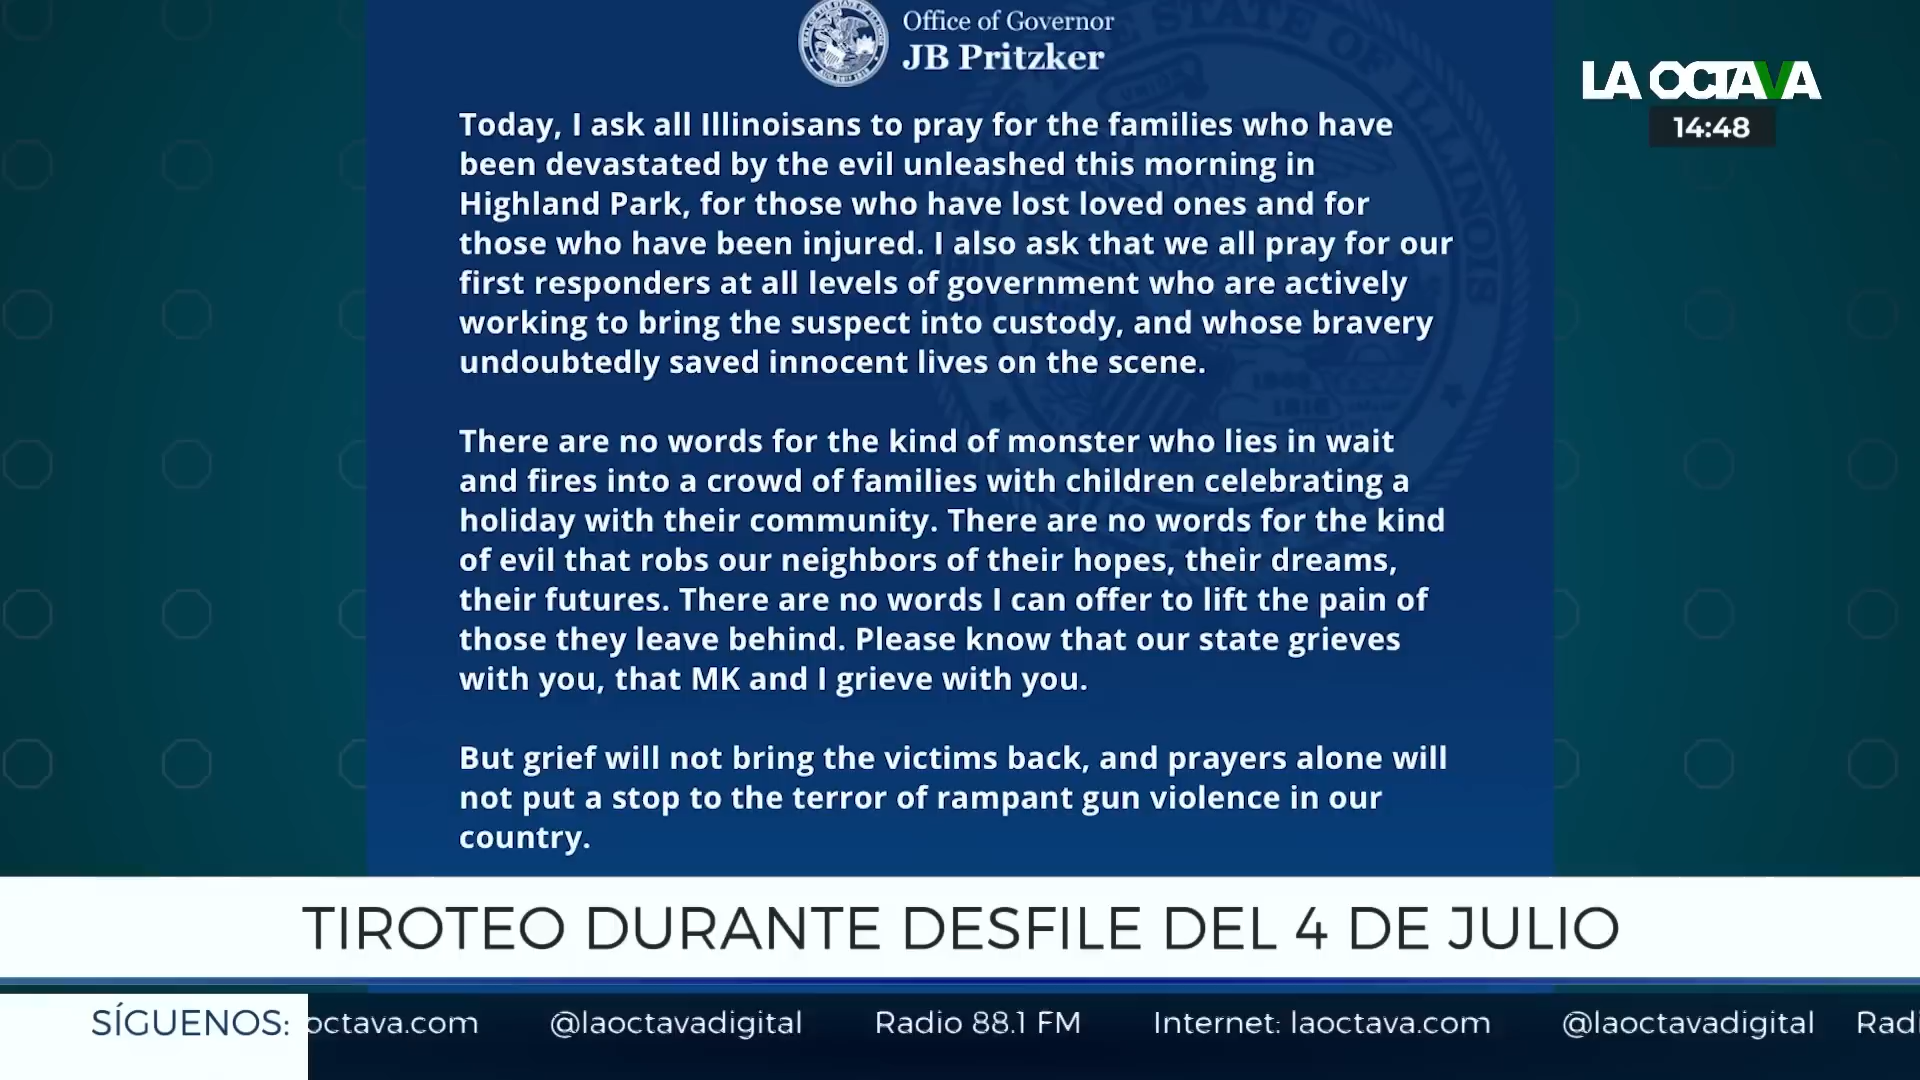 Office of Governor
JB Pritzker
LA OCTAVA
14:48
Today, I ask all Illinoisans to pray for the families who have
been devastated by the evil unleashed this morning in
Highland Park, for those who have lost loved ones and for
those who have been injured. I also ask that we all pray for our
first responders at all levels of government who are actively
working to bring the suspect into custody, and whose bravery
undoubtedly saved innocent lives on the scene.
There are no words for the kind of monster who lies in wait
and fires into a crowd of families with children celebrating a
holiday with their community. There are no words for the kind
of evil that robs our neighbors of their hopes, their dreams,
their futures. There are no words I can offer to lift the pain of
those they leave behind. Please know that our state grieves
with you, that MK and I grieve with you.
But grief will not bring the victims back, and prayers alone will
not put a stop to the terror of rampant gun violence in our
country.
TIROTEO DURANTE DESFILE DEL 4 DE JULIO
SÍGUENOS: octava.com @laoctavadigital Radio 88.1 FM Internet: laoctava.com @laoctavadigital Radi